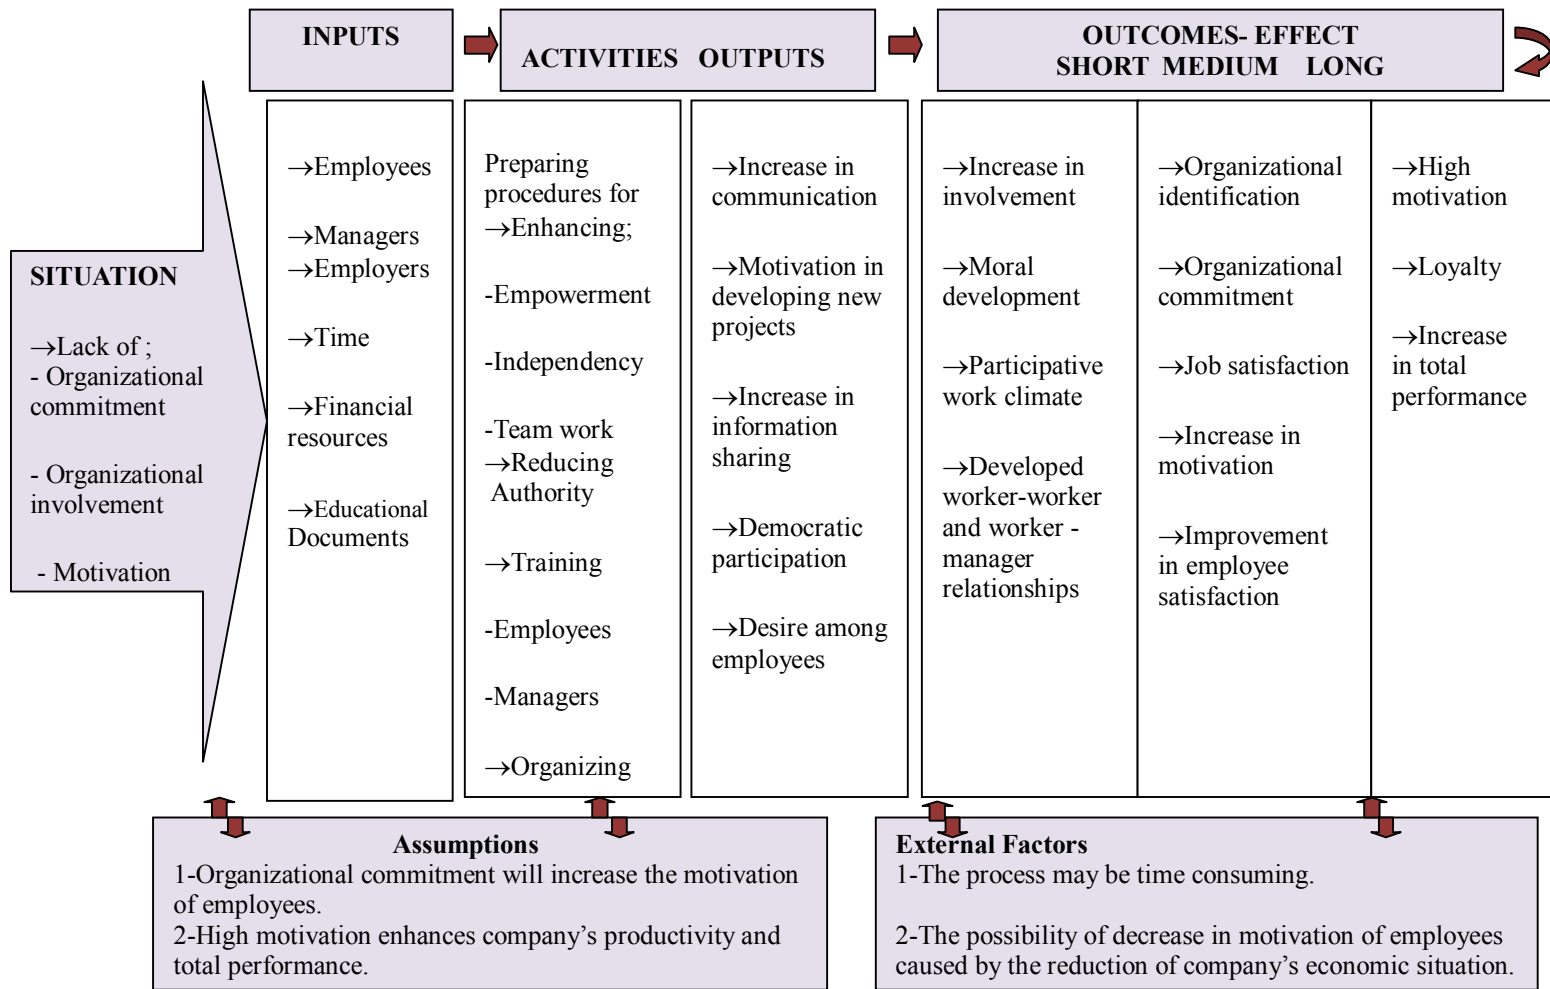 INPUTS
ACTIVITIES OUTPUTS
OUTCOMES- EFFECT
SHORT MEDIUM LONG
SITUATION
→Lack of ;
- Organizational
commitment
- Organizational
involvement
- Motivation
→Employees
→Managers
→Employers
→Time
→Financial
resources
→Educational
Documents
Preparing
procedures for
→Enhancing;
-Empowerment
-Independency
-Team work
→Reducing
Authority
→Training
-Employees
-Managers
→Organizing
→Increase in
communication
→Motivation in
developing new
projects
→Increase in
information
sharing
→Democratic
participation
→Desire among
employees
→Increase in
involvement
→Moral
development
→Participative
work climate
→Developed
worker-worker
and worker -
manager
relationships
→Organizational
identification
→Organizational
commitment
→Job satisfaction
→Increase in
motivation
→Improvement
in employee
satisfaction
→High
motivation
→Loyalty
→Increase
in total
performance
Assumptions
1-Organizational commitment will increase the motivation
of employees.
2-High motivation enhances company’s productivity and
total performance.
External Factors
1-The process may be time consuming.
2-The possibility of decrease in motivation of employees
caused by the reduction of company’s economic situation.